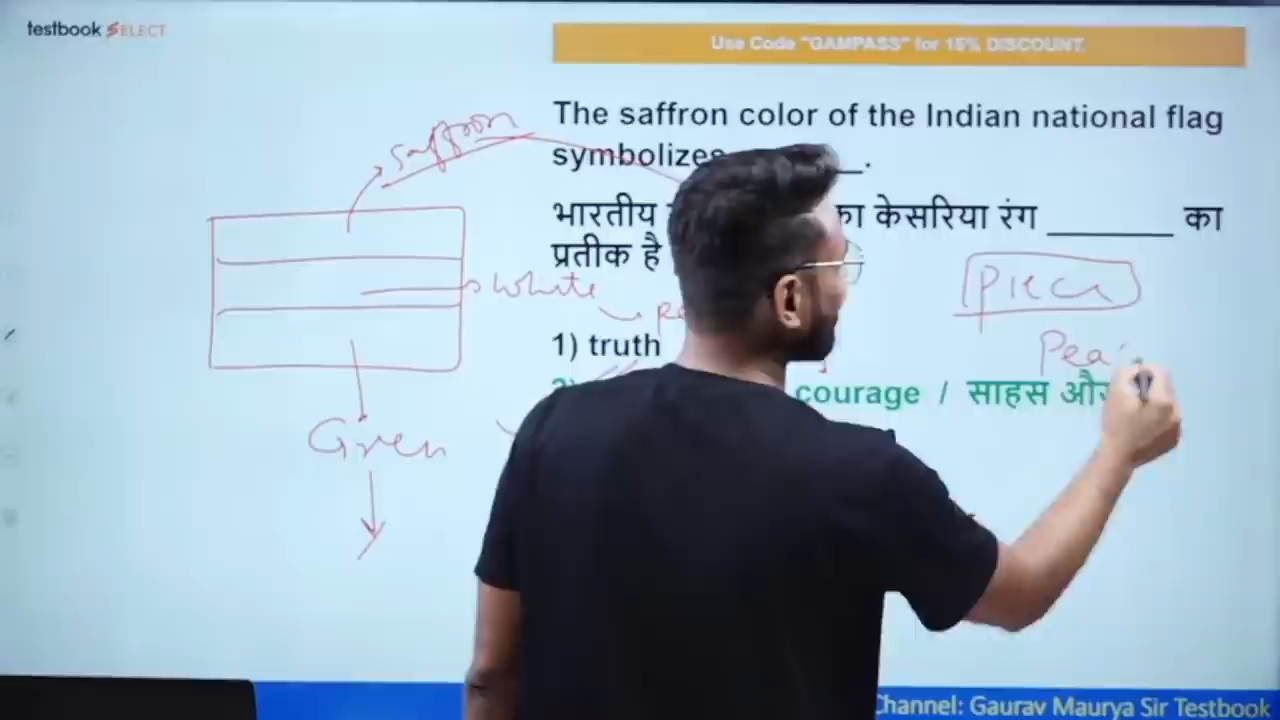 testbook SELECT
Use Code "GAMPASS" for 15% DISCOUNT.
The saffron color of the Indian national flag
symbolizes
भारतीय का केसरिया रंग _______ का
प्रतीक है
1) truth
courage / साहस और
saffron
white
Green
Pea
Channel: Gaurav Maurya Sir Testbook